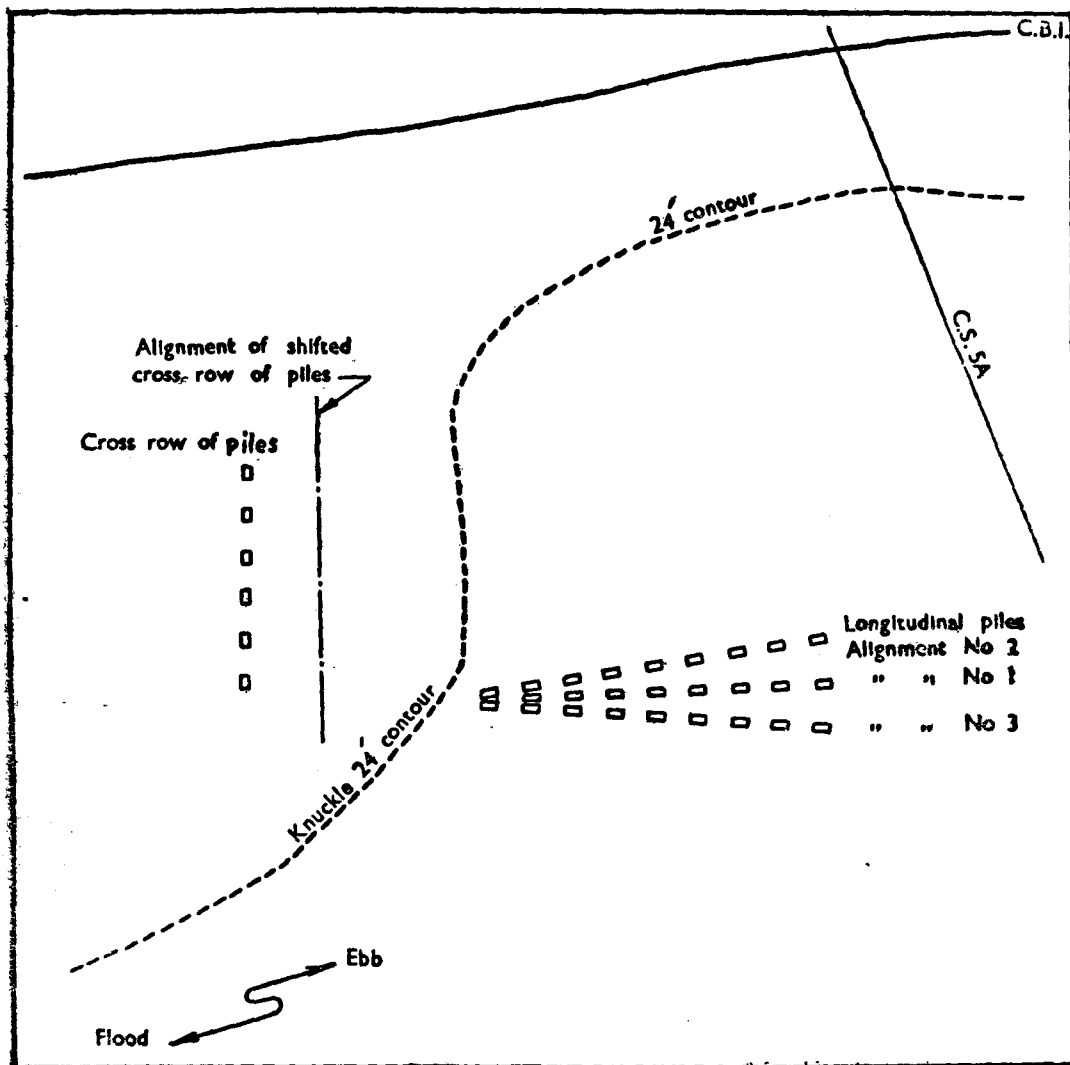 C.B.I.
24' contour
C.S. 5A
Alignment of shifted
cross row of piles
Cross row of piles
Longitudinal piles
Alignment No 2
" " No 1
" " No 3
Knuckle 24' contour
Ebb
Flood